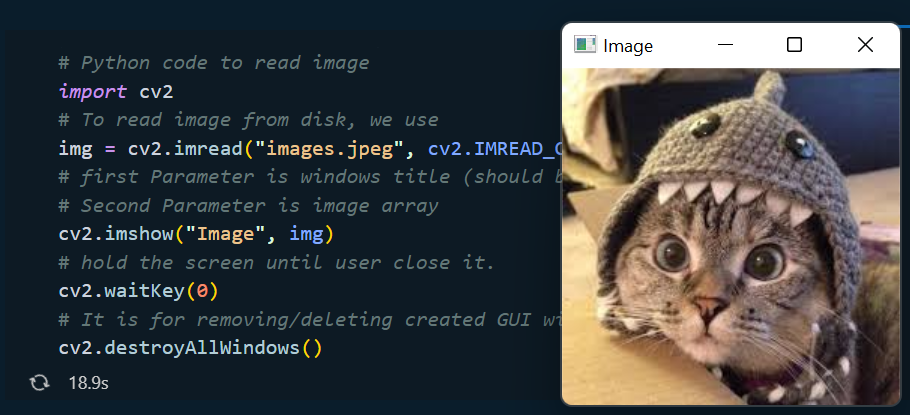 # Python code to read image
import cv2
# To read image from disk, we use
img = cv2.imread("images.jpeg", cv2.IMREAD_
# first Parameter is windows title (should
# Second Parameter is image array
cv2.imshow("Image", img)
# hold the screen until user close it.
cv2.waitKey(0)
# It is for removing/deleting created GUI
cv2.destroyAllWindows()
18.9s
Image